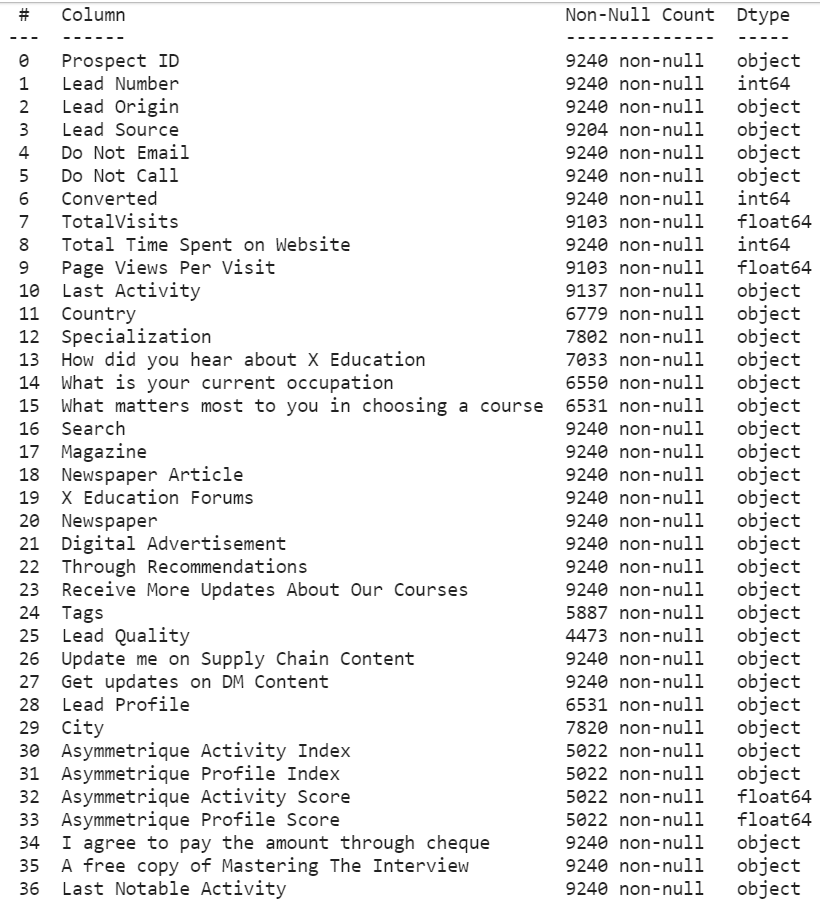 #   Column                                         Non-Null Count  Dtype
---  ------                                         --------------  -----
0   Prospect ID                                    9240 non-null   object
1   Lead Number                                    9240 non-null   int64
2   Lead Origin                                    9240 non-null   object
3   Lead Source                                    9204 non-null   object
4   Do Not Email                                   9240 non-null   object
5   Do Not Call                                    9240 non-null   object
6   Converted                                      9240 non-null   int64
7   TotalVisits                                    9103 non-null   float64
8   Total Time Spent on Website                    9240 non-null   int64
9   Page Views Per Visit                           9103 non-null   float64
10  Last Activity                                  9137 non-null   object
11  Country                                        6779 non-null   object
12  Specialization                                 7802 non-null   object
13  How did you hear about X Education             7033 non-null   object
14  What is your current occupation                6550 non-null   object
15  What matters most to you in choosing a course  6531 non-null   object
16  Search                                         9240 non-null   object
17  Magazine                                       9240 non-null   object
18  Newspaper Article                              9240 non-null   object
19  X Education Forums                             9240 non-null   object
20  Newspaper                                      9240 non-null   object
21  Digital Advertisement                          9240 non-null   object
22  Through Recommendations                        9240 non-null   object
23  Receive More Updates About Our Courses         9240 non-null   object
24  Tags                                           5887 non-null   object
25  Lead Quality                                   4473 non-null   object
26  Update me on Supply Chain Content              9240 non-null   object
27  Get updates on DM Content                      9240 non-null   object
28  Lead Profile                                   6531 non-null   object
29  City                                           7820 non-null   object
30  Asymmetrique Activity Index                    5022 non-null   object
31  Asymmetrique Profile Index                     5022 non-null   object
32  Asymmetrique Activity Score                    5022 non-null   float64
33  Asymmetrique Profile Score                     5022 non-null   float64
34  I agree to pay the amount through cheque       9240 non-null   object
35  A free copy of Mastering The Interview         9240 non-null   object
36  Last Notable Activity                          9240 non-null   object